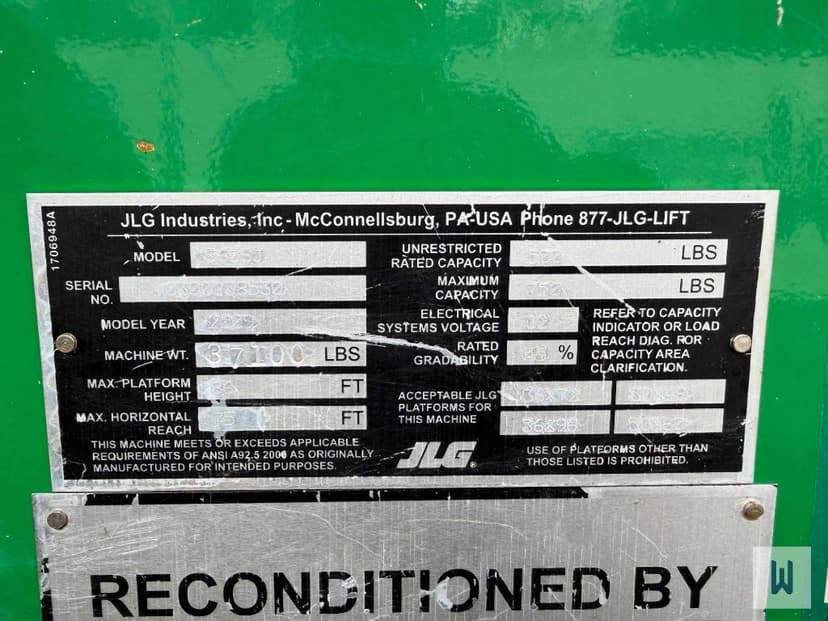 1706948A
JLG Industries, Inc - McConnellsburg, PA-USA Phone 877-JLG-LIFT
MODEL
SERIAL
NO.
MODEL YEAR
MACHINE WT. 37100 LBS
MAX. PLATFORM
HEIGHT FT
MAX. HORIZONTAL
REACH FT
THIS MACHINE MEETS OR EXCEEDS APPLICABLE
REQUIREMENTS OF ANSI A92.5 2006 AS ORIGINALLY
MANUFACTURED FOR INTENDED PURPOSES.
UNRESTRICTED
RATED CAPACITY LBS
MAXIMUM
CAPACITY LBS
ELECTRICAL
SYSTEMS VOLTAGE
RATED
GRADABILITY %
REFER TO CAPACITY
INDICATOR OR LOAD
REACH DIAG. FOR
CAPACITY AREA
CLARIFICATION.
ACCEPTABLE JLG
PLATFORMS FOR
THIS MACHINE
36X96
JLG
USE OF PLATFORMS OTHER THAN
THOSE LISTED IS PROHIBITED.
RECONDITIONED BY
W